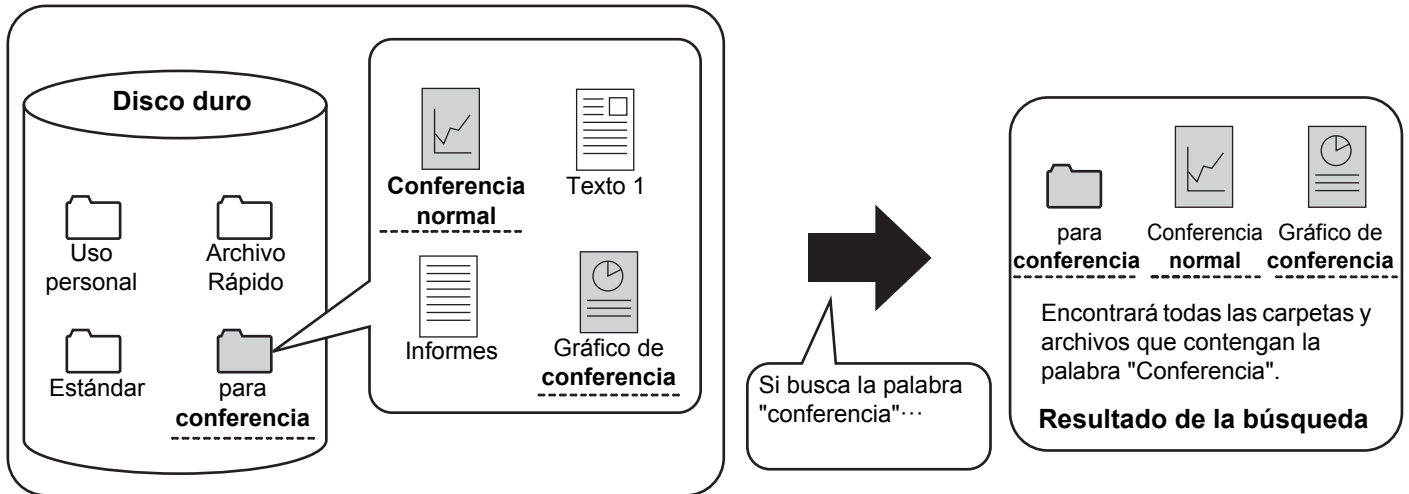 Disco duro
Uso
personal
Archivo
Rápido
Estándar
para
conferencia
Conferencia
normal
Texto 1
Informes
Gráfico de
conferencia
Si busca la palabra
"conferencia"···
para
conferencia
Conferencia
normal
Gráfico de
conferencia
Encontrará todas las carpetas y
archivos que contengan la
palabra "Conferencia".
Resultado de la búsqueda